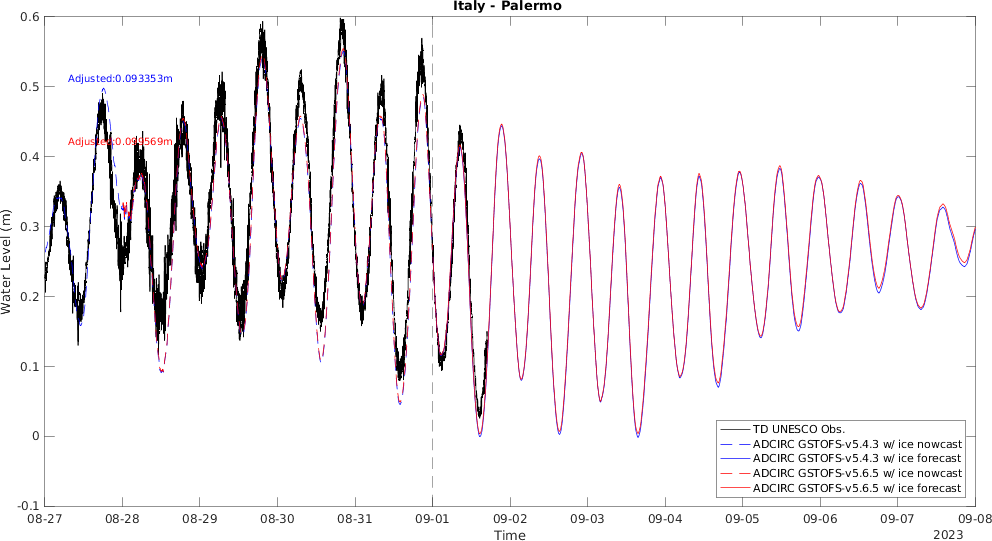 Italy - Palermo
Water Level (m)
0.6
0.5
0.4
0.3
0.2
0.1
0
-0.1
Adjusted:0.093353m
TD UNESCO Obs.
ADCIRC GSTOFS-v5.4.3 w/ ice nowcast
ADCIRC GSTOFS-v5.4.3 w/ ice forecast
ADCIRC GSTOFS-v5.6.5 w/ ice nowcast
ADCIRC GSTOFS-v5.6.5 w/ ice forecast
08-27 08-28 08-29 08-30 08-31 09-01 09-02 09-03 09-04 09-05 09-06 09-07 09-08
Time
2023